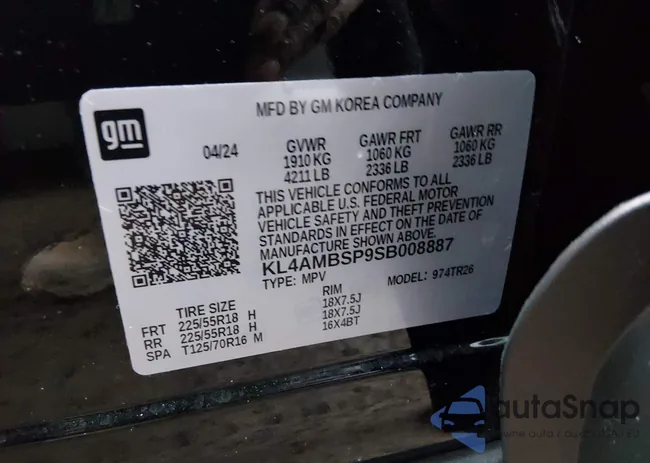 gm
MFD BY GM KOREA COMPANY
04/24
GVWR GAWR FRT GAWR RR
1910 KG 1060 KG 1060 KG
4211 LB 2336 LB 2336 LB
THIS VEHICLE CONFORMS TO ALL
APPLICABLE U.S. FEDERAL MOTOR
VEHICLE SAFETY AND THEFT PREVENTION
STANDARDS IN EFFECT ON THE DATE OF
MANUFACTURE SHOWN ABOVE.
KL4AMBSP9SB008887
TYPE: MPV MODEL: 974TR26
TIRE SIZE RIM
FRT 225/55R18 H 18X7.5J
RR 225/55R18 H 18X7.5J
SPA T125/70R16 M 16X4BT
autaSnap